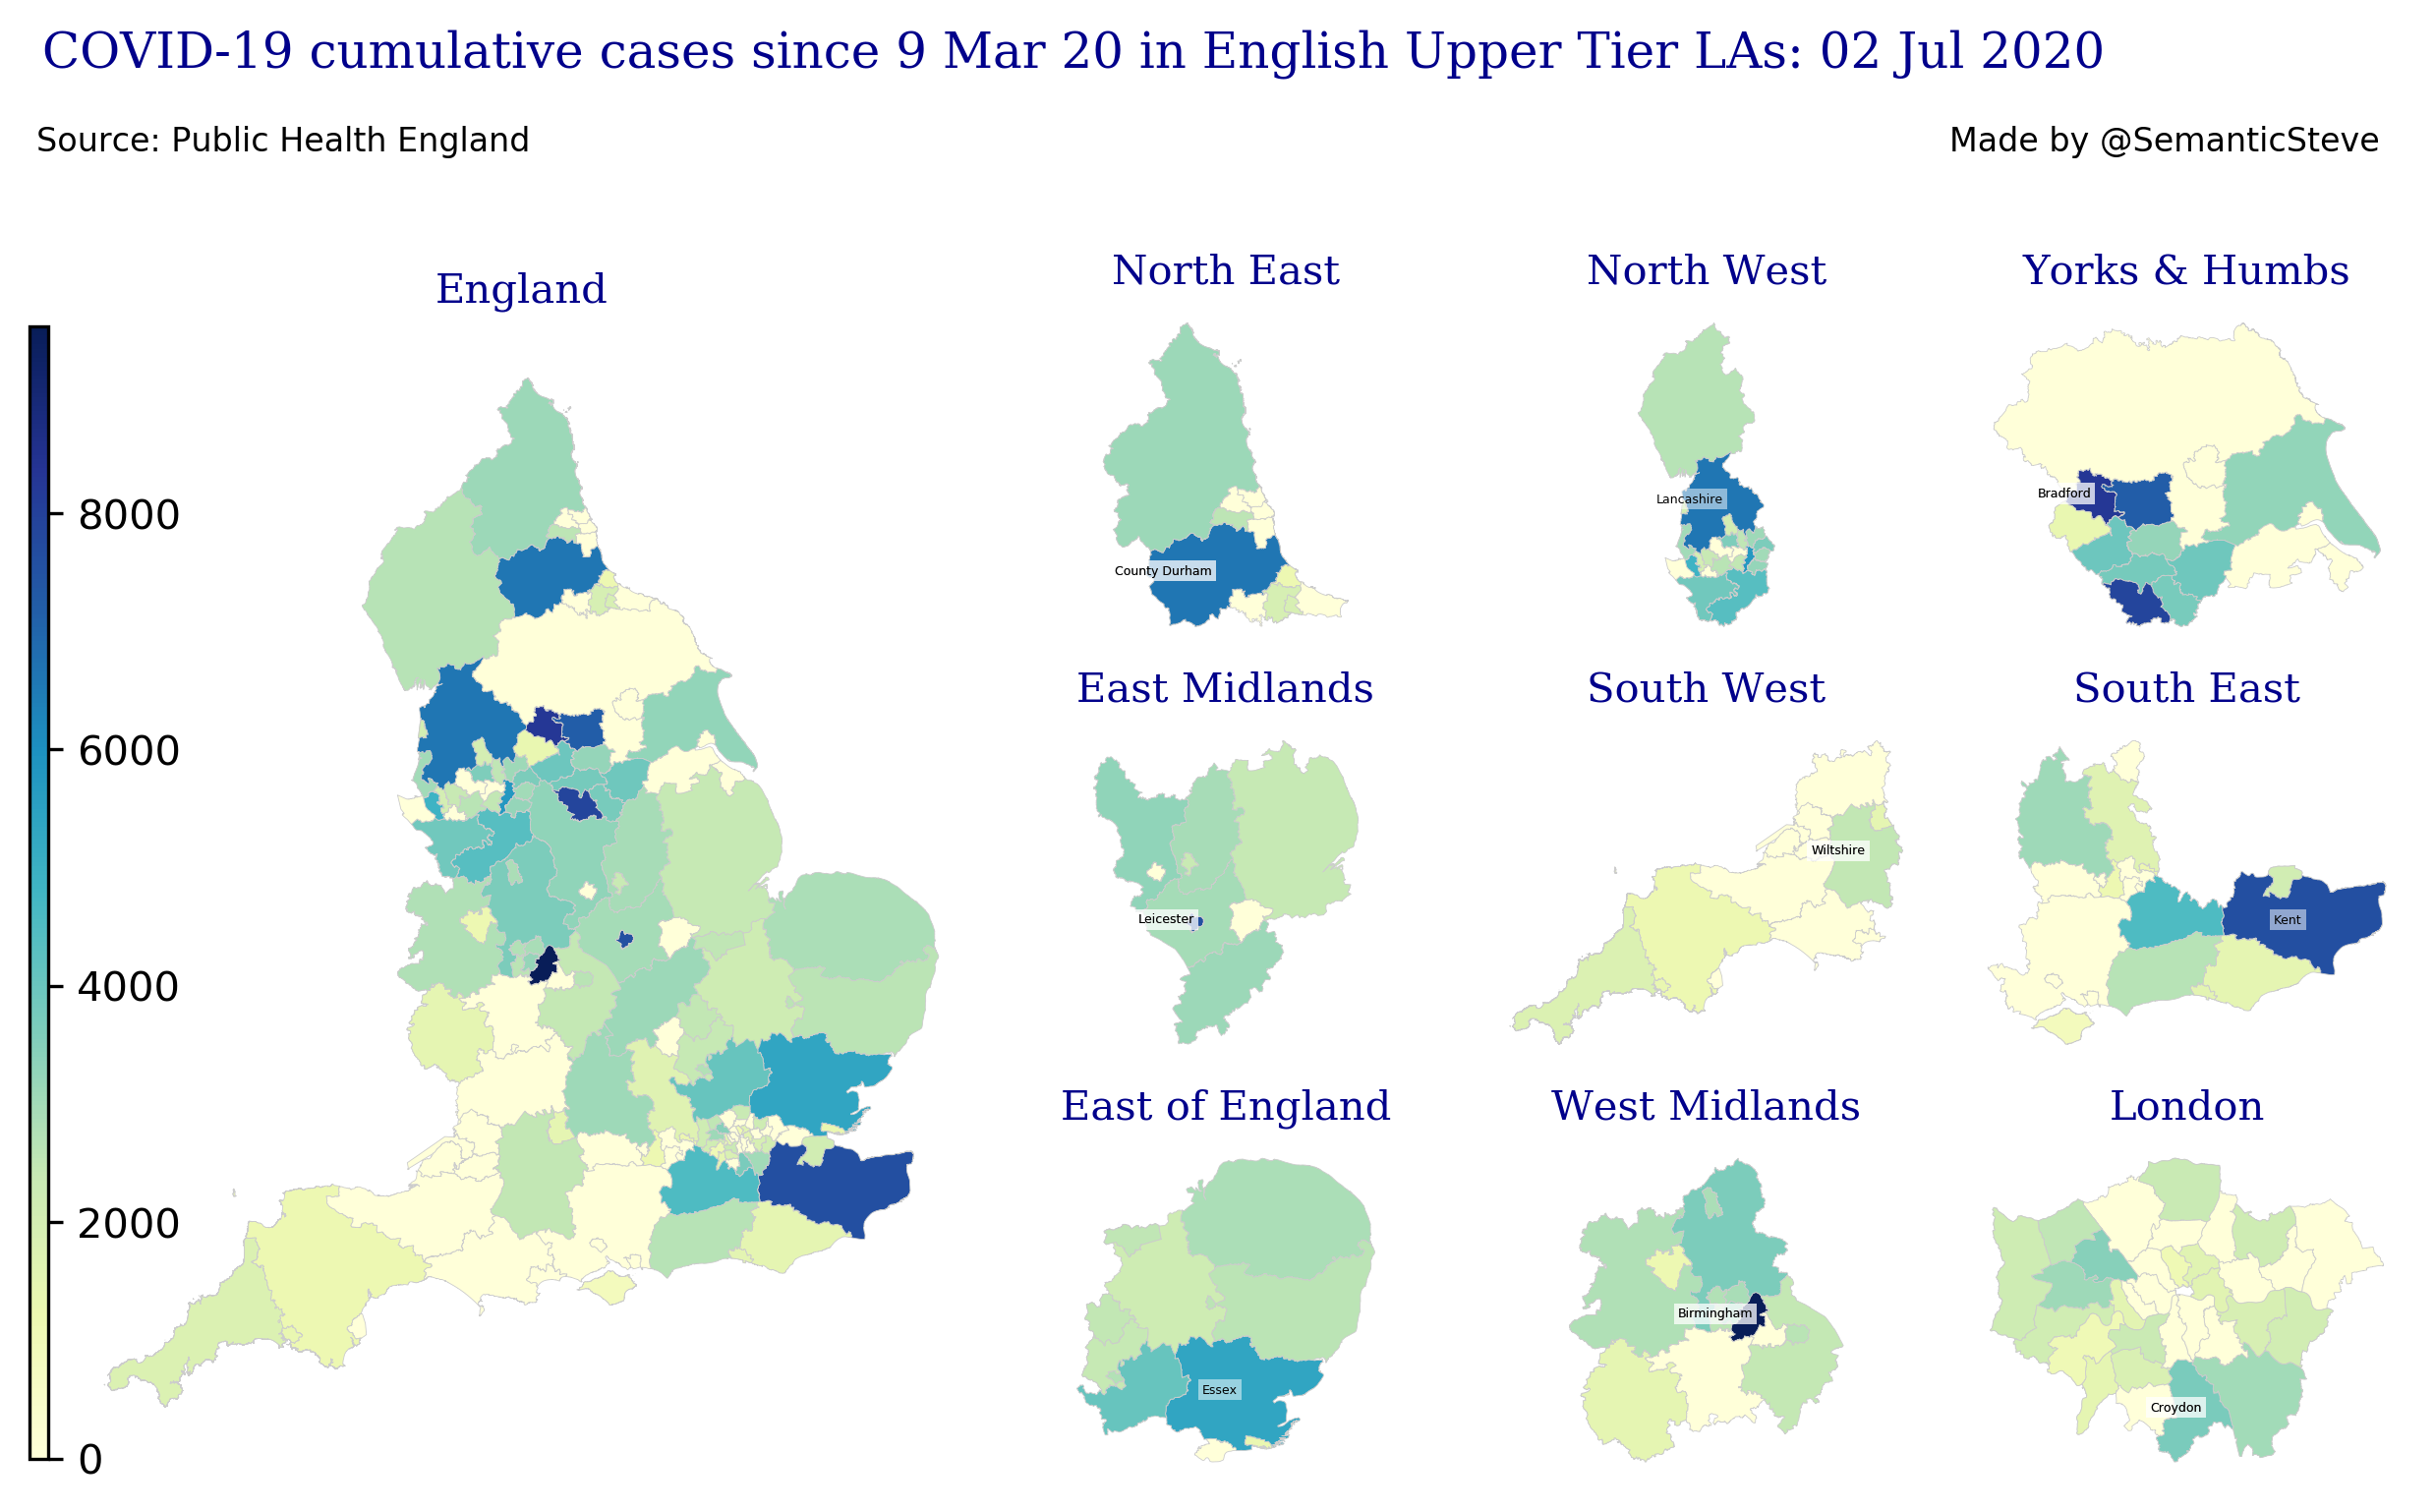 COVID-19 cumulative cases since 9 Mar 20 in English Upper Tier LAs: 02 Jul 2020
Source: Public Health England
Made by @SemanticSteve
England
8000
6000
4000
2000
0
North East
County Durham
North West
Lancashire
Yorks & Humbs
Bradford
East Midlands
Leicester
South West
Wiltshire
South East
Kent
East of England
Essex
West Midlands
Birmingham
London
Croydon